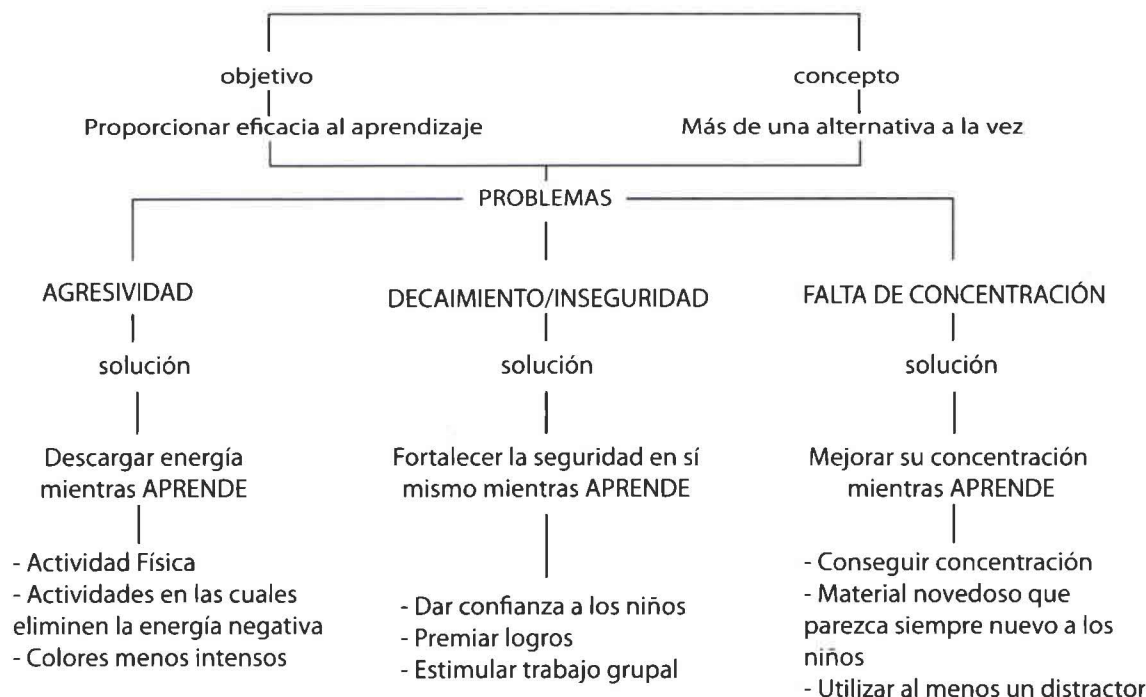 objetivo
concepto
Proporcionar eficacia al aprendizaje
Más de una alternativa a la vez
PROBLEMAS
AGRESIVIDAD
solución
Descargar energía
mientras APRENDE
- Actividad Física
- Actividades en las cuales
eliminen la energía negativa
- Colores menos intensos
DECAIMIENTO/INSEGURIDAD
solución
Fortalecer la seguridad en sí
mismo mientras APRENDE
- Dar confianza a los niños
- Premiar logros
- Estimular trabajo grupal
FALTA DE CONCENTRACIÓN
solución
Mejorar su concentración
mientras APRENDE
- Conseguir concentración
- Material novedoso que
parezca siempre nuevo a los
niños
- Utilizar al menos un distractor